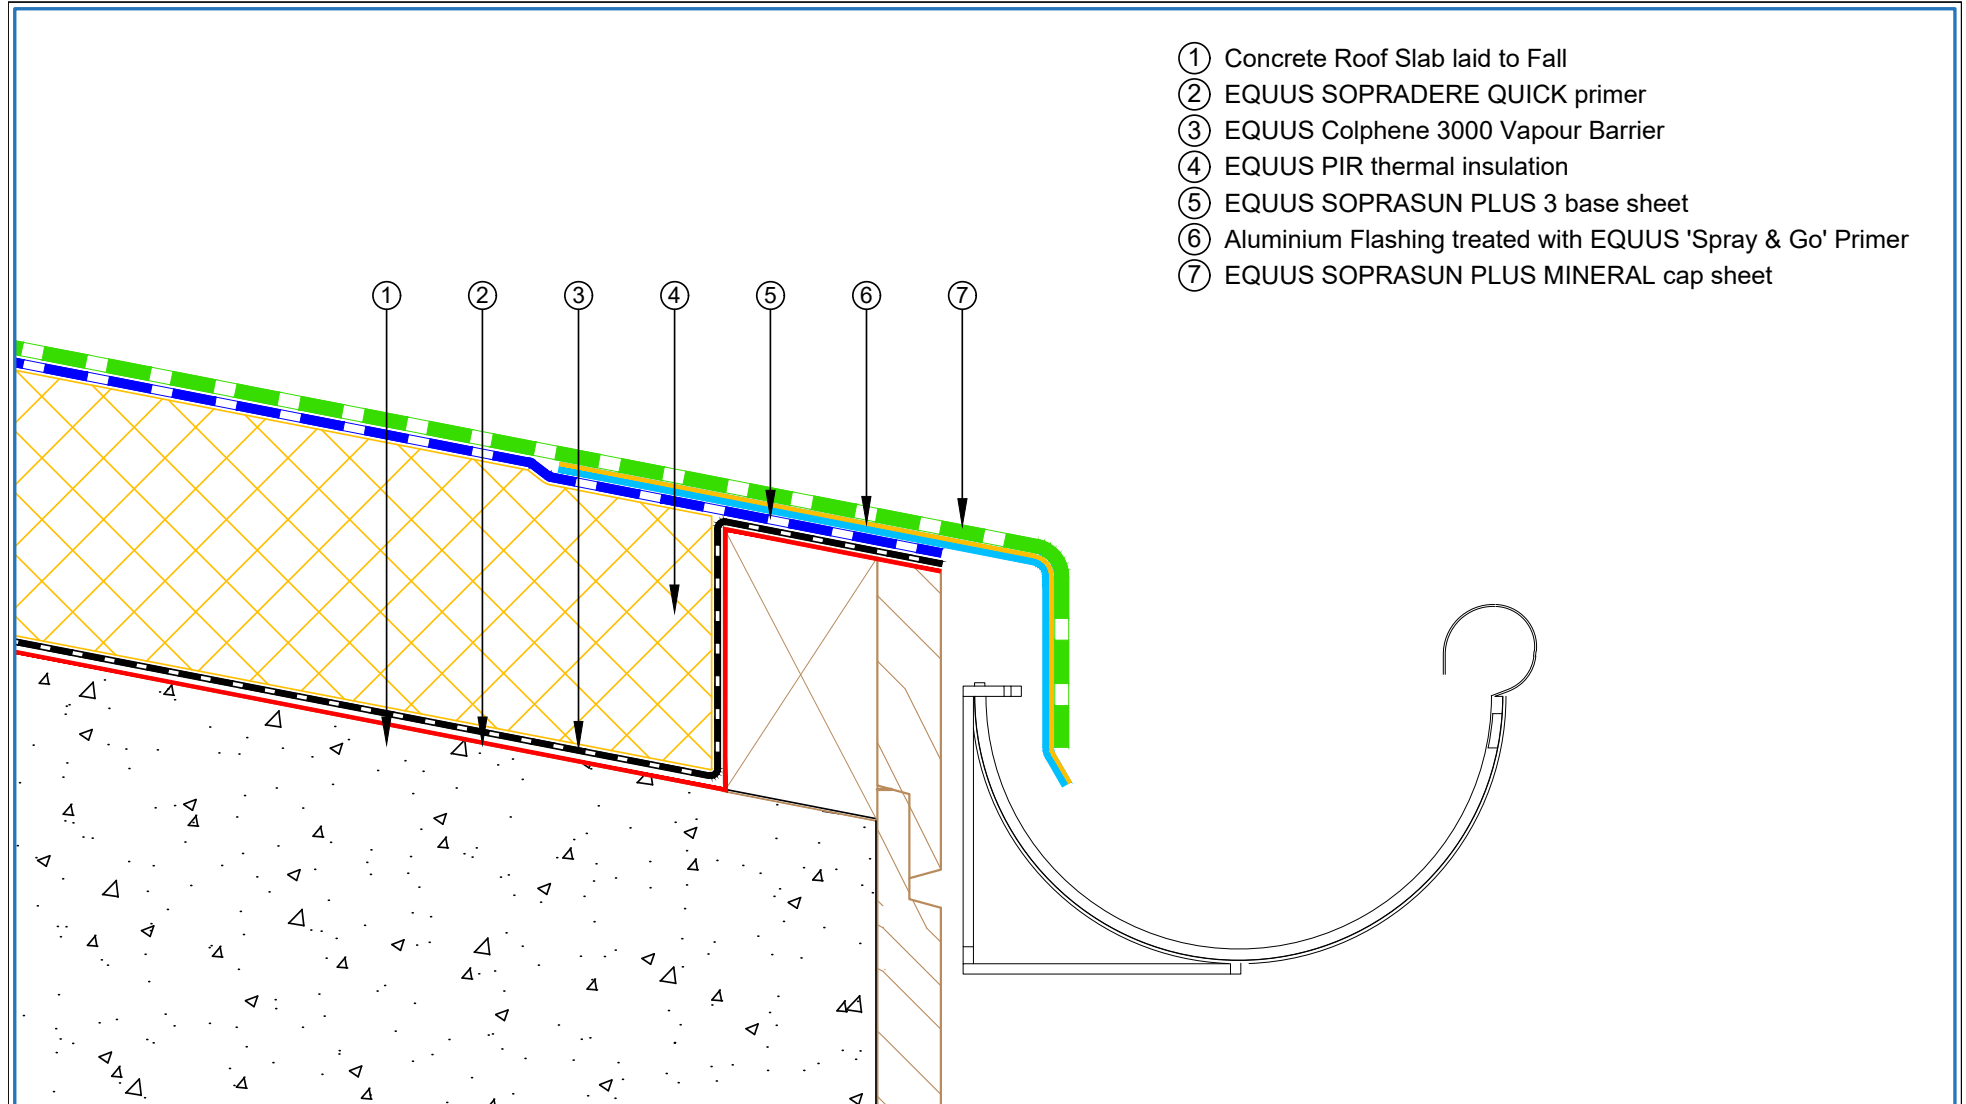 1 Concrete Roof Slab laid to Fall
2 EQUUS SOPRADERE QUICK primer
3 EQUUS Colphene 3000 Vapour Barrier
4 EQUUS PIR thermal insulation
5 EQUUS SOPRASUN PLUS 3 base sheet
6 Aluminium Flashing treated with EQUUS 'Spray & Go' Primer
7 EQUUS SOPRASUN PLUS MINERAL cap sheet
1 2 3 4 5 6 7